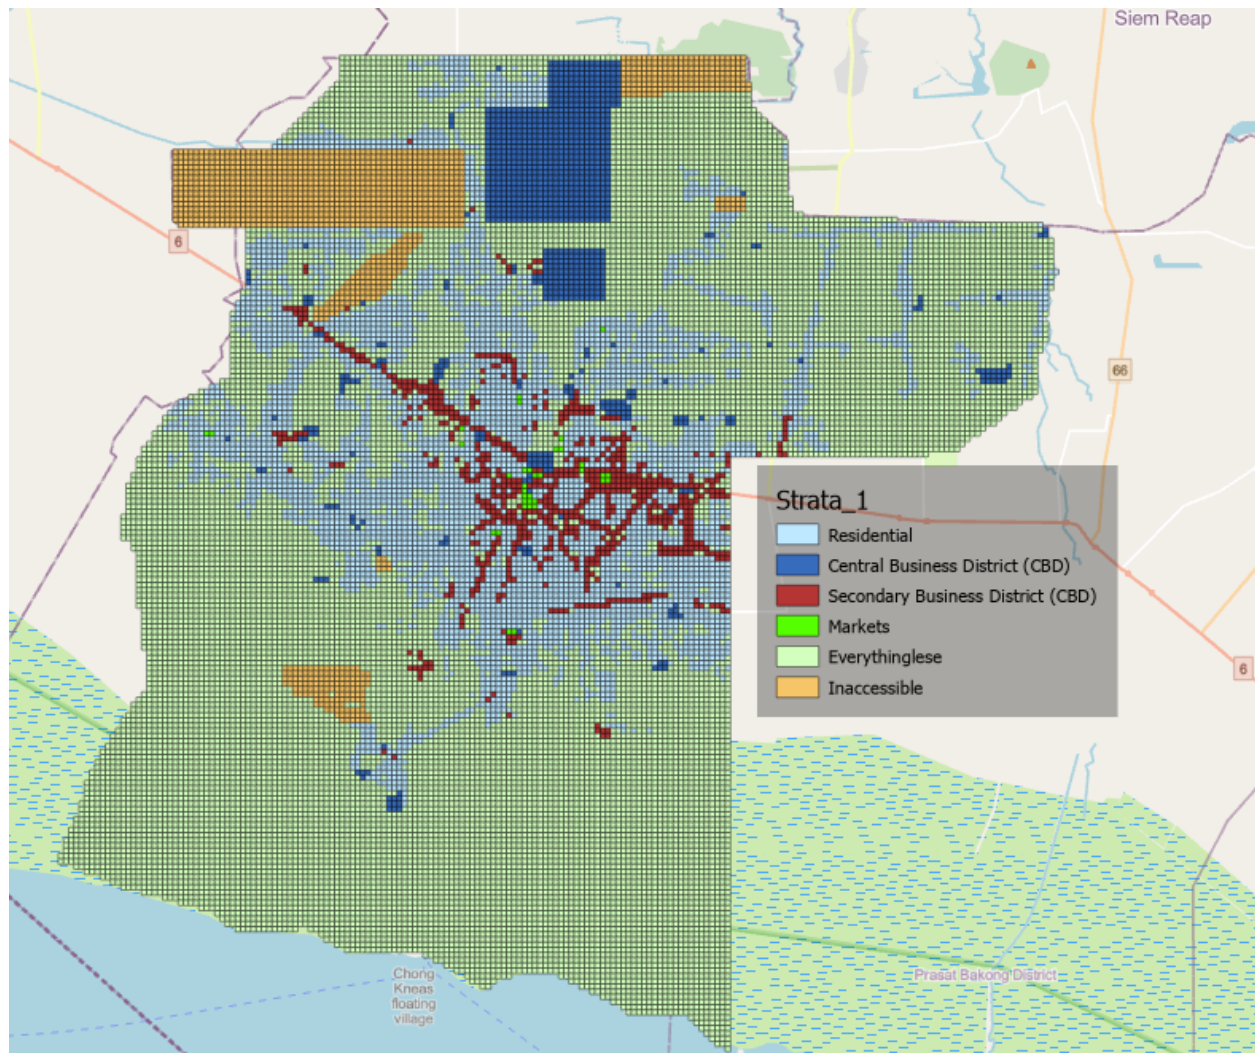 Siem Reap
6
66
Strata_1
Residential
Central Business District (CBD)
Secondary Business District (CBD)
Markets
Everythinglese
Inaccessible
6
Chong
Kneas
floating
village
Prasat Bakong District